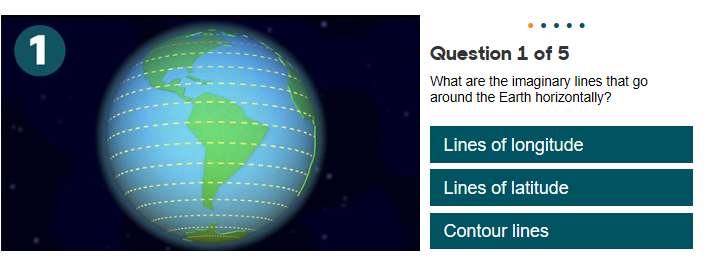 1
Question 1 of 5
What are the imaginary lines that go
around the Earth horizontally?
Lines of longitude
Lines of latitude
Contour lines